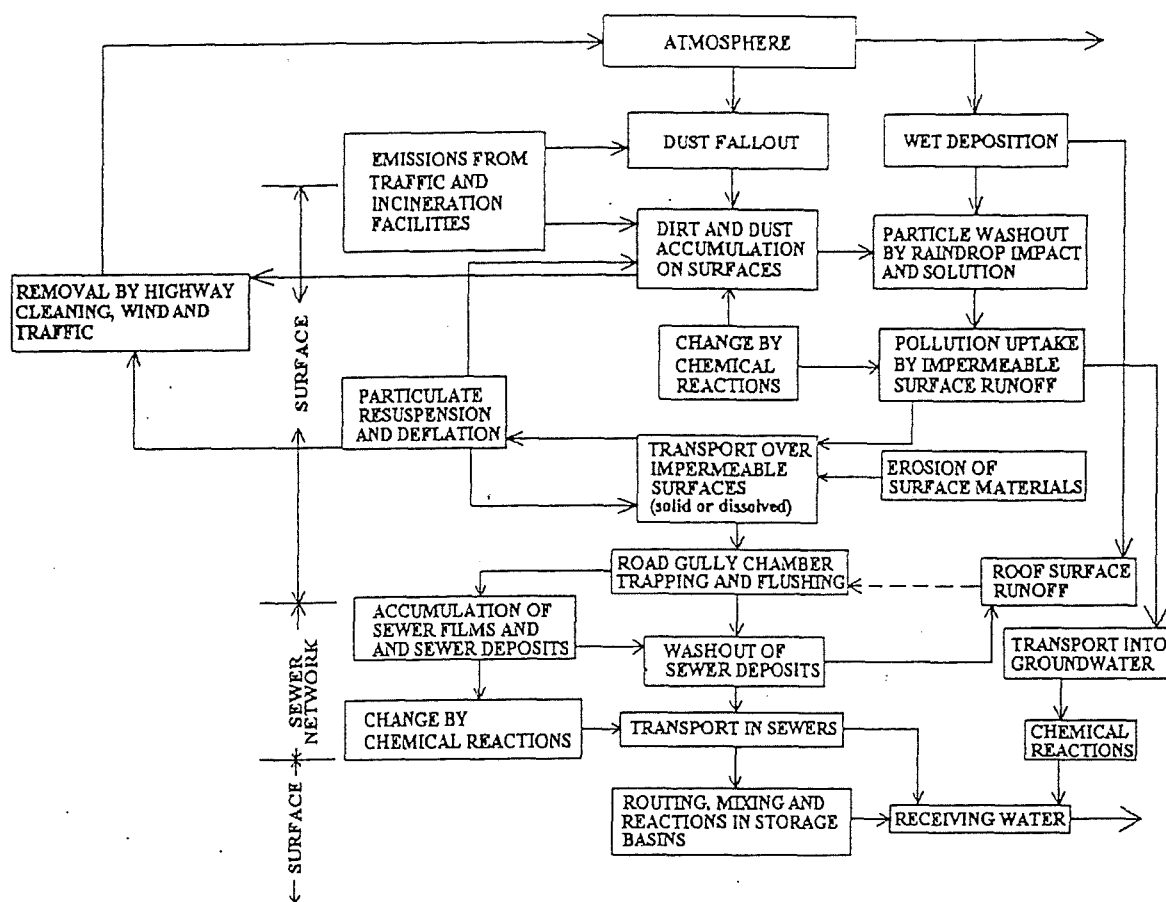 ATMOSPHERE
DUST FALLOUT
WET DEPOSITION
EMISSIONS FROM
TRAFFIC AND
INCINERATION
FACILITIES
DIRT AND DUST
ACCUMULATION
ON SURFACES
PARTICLE WASHOUT
BY RAINDROP IMPACT
AND SOLUTION
REMOVAL BY HIGHWAY
CLEANING, WIND AND
TRAFFIC
SURFACE
CHANGE BY
CHEMICAL
REACTIONS
POLLUTION UPTAKE
BY IMPERMEABLE
SURFACE RUNOFF
PARTICULATE
RESUSPENSION
AND DEFLATION
TRANSPORT OVER
IMPERMEABLE
SURFACES
(solid or dissolved)
EROSION OF
SURFACE MATERIALS
ROAD GULLY CHAMBER
TRAPPING AND FLUSHING
ROOF SURFACE
RUNOFF
ACCUMULATION OF
SEWER FILMS AND
AND SEWER DEPOSITS
WASHOUT OF
SEWER DEPOSITS
TRANSPORT INTO
GROUNDWATER
SEWER
NETWORK
CHANGE BY
CHEMICAL REACTIONS
TRANSPORT IN SEWERS
CHEMICAL
REACTIONS
ROUTING, MIXING AND
REACTIONS IN STORAGE
BASINS
RECEIVING WATER
SURFACE